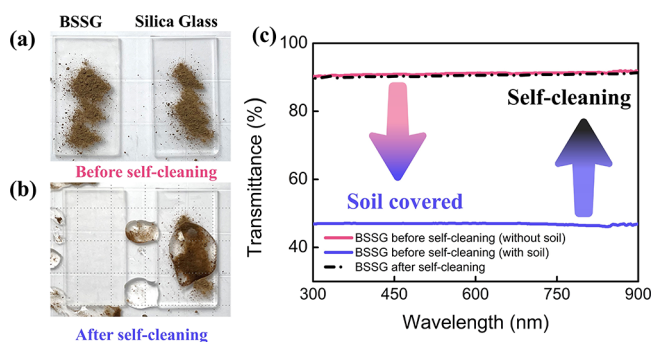 BSSG
Silica Glass
(a)
Before self-cleaning
(b)
After self-cleaning
(c)
Transmittance (%)
100
80
60
40
Self-cleaning
Soil covered
BSSG before self-cleaning (without soil)
BSSG before self-cleaning (with soil)
BSSG after self-cleaning
300
450
600
750
900
Wavelength (nm)